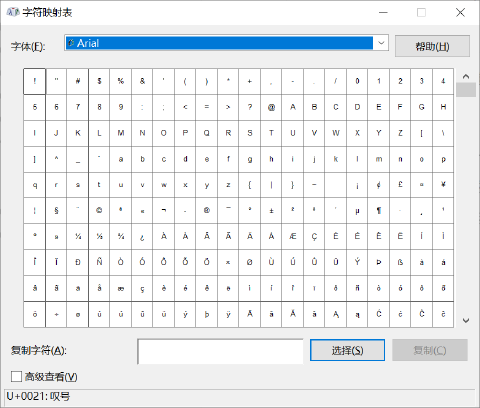 字符映射表
字体(F): Arial 帮助(H)
! " # $ % & ' ( ) * + , - . / 0 1 2 3 4
5 6 7 8 9 : ; < = > ? @ A B C D E F G H
I J K L M N O P Q R S T U V W X Y Z [ \
] ^ _ ` a b c d e f g h i j k l m n o p
q r s t u v w x y z { | } ~ ¡ ¢ £ ¤ ¥
¦ § ¨ © ª « ¬ - ® ¯ ° ± ² ³ ´ µ ¶ · ¸ ¹
º » ¼ ½ ¾ ¿ À Á Â Ã Ä Å Æ Ç È É Ê Ë Ì Í
Î Ï Ð Ñ Ò Ó Ô Õ Ö × Ø Ù Ú Û Ü Ý Þ ß à á
â ã ä å æ ç è é ê ë ì í î ï ð ñ ò ó ô õ
ö ÷ ø ù ú û ü ý þ ÿ Ā ā Ă ă Ą ą Ć ć Ĉ ĉ
复制字符(A): 选择(S) 复制(C)
高级查看(V)
U+0021: 叹号